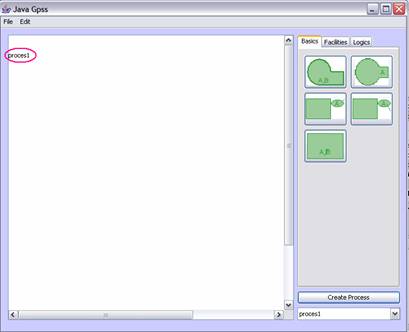 Java Gpss
File Edit
Basics Facilities Logics
proces1
A,B
A
A
A
A,B
Create Process
proces1